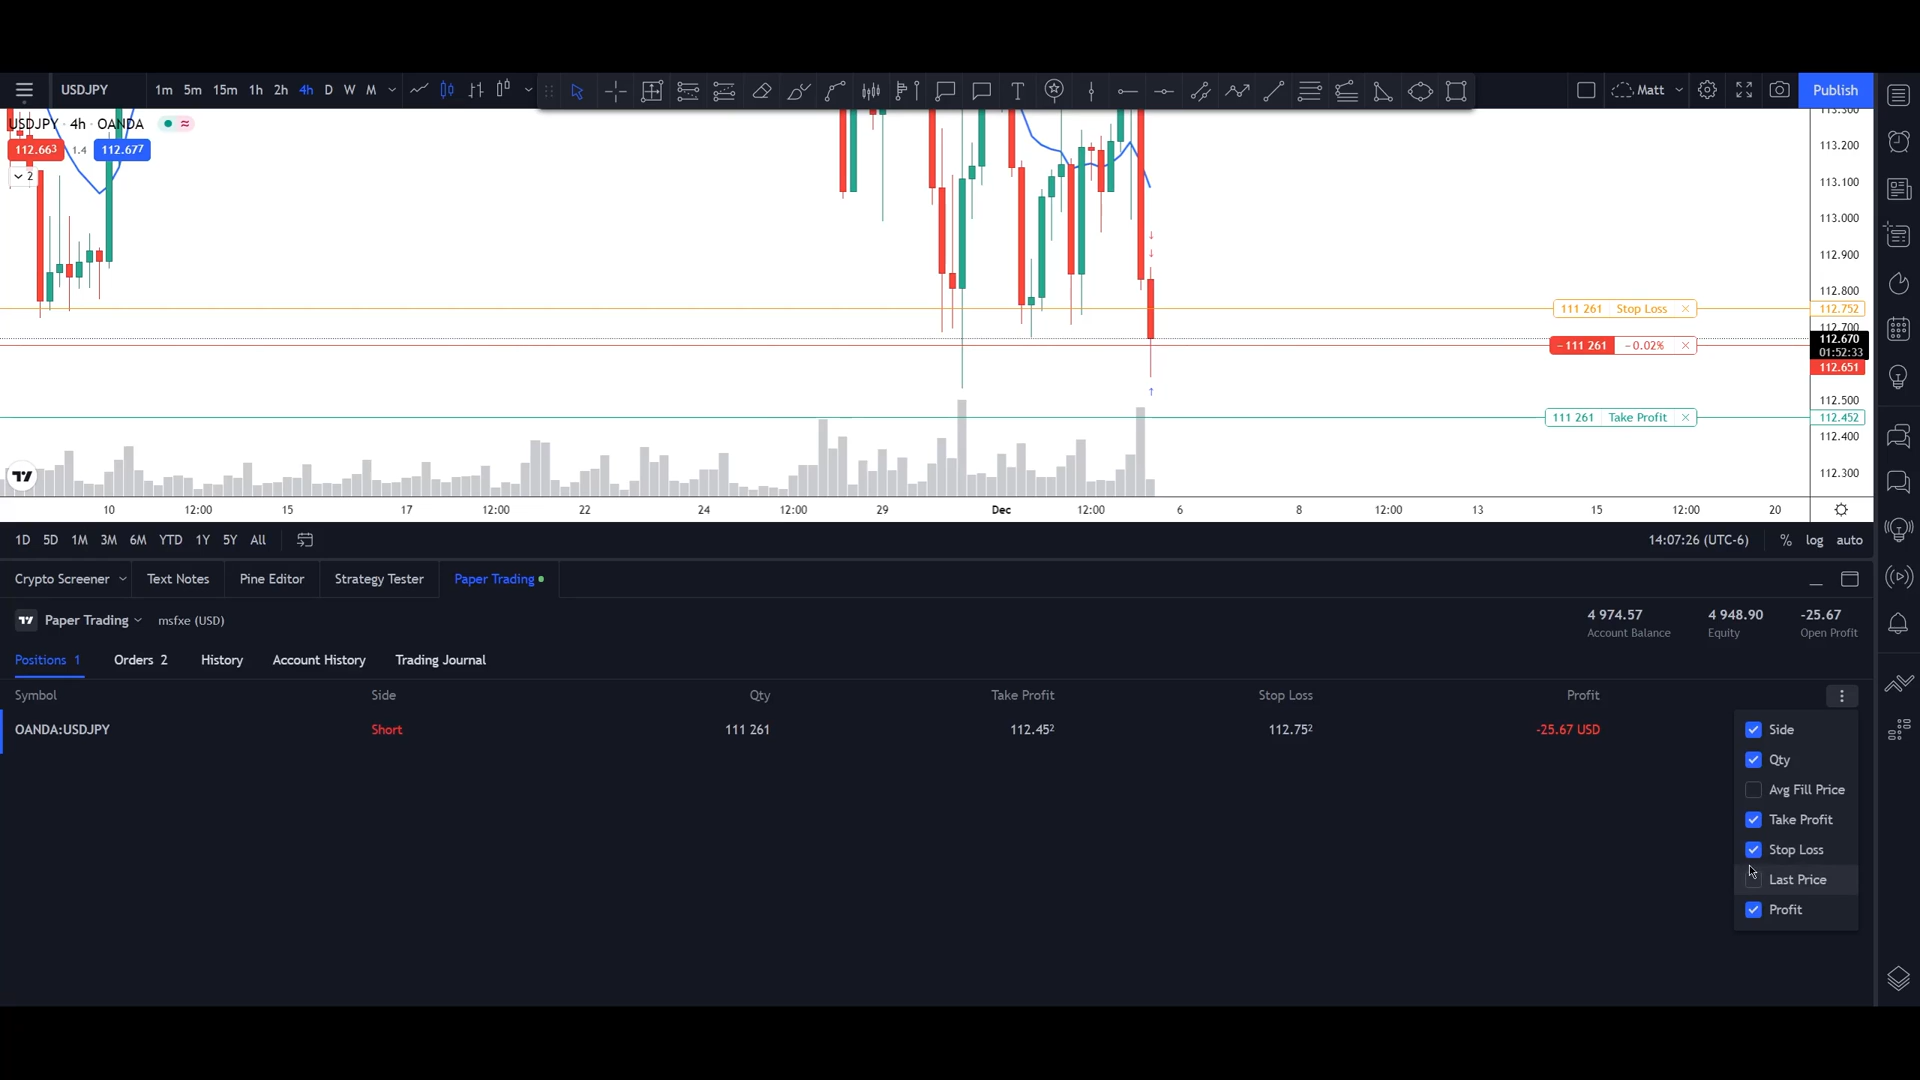 USDJPY 1m 5m 15m 1h 2h 4h D W M T Matt Publish
USDJPY · 4h · OANDA
112.663 1.4 112.677
2
113.300
113.200
113.100
113.000
112.900
112.800
111 261 Stop Loss 112.752
112.700
112.670
01:52:33
−111 261 −0.02%
112.651
112.500
111 261 Take Profit 112.452
112.400
112.300
10 12:00 15 17 12:00 22 24 12:00 29 Dec 12:00 6 8 12:00 13 15 12:00 20
1D 5D 1M 3M 6M YTD 1Y 5Y All 14:07:26 (UTC-6) % log auto
Crypto Screener Text Notes Pine Editor Strategy Tester Paper Trading
Paper Trading msfxe (USD)
4 974.57 4 948.90 -25.67
Account Balance Equity Open Profit
Positions 1 Orders 2 History Account History Trading Journal
Symbol Side Qty Take Profit Stop Loss Profit
OANDA:USDJPY Short 111 261 112.45² 112.75² -25.67 USD
Side
Qty
Avg Fill Price
Take Profit
Stop Loss
Last Price
Profit